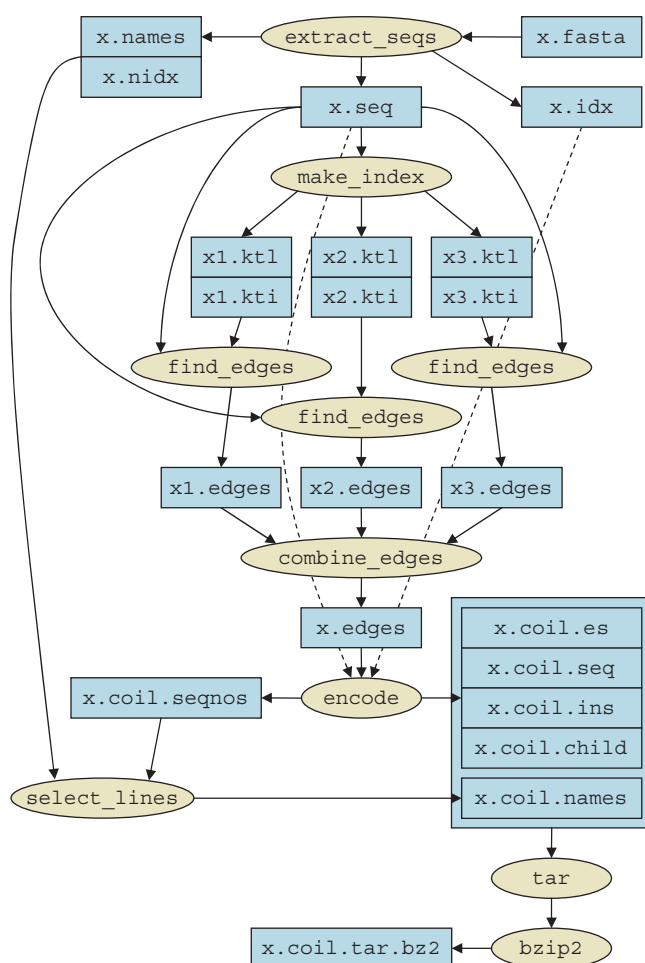 x.names
extract_seqs
x.fasta
x.nidx
x.seq
x.idx
make_index
x1.ktl
x2.ktl
x3.ktl
x1.kti
x2.kti
x3.kti
find_edges
find_edges
find_edges
x1.edges
x2.edges
x3.edges
combine_edges
x.edges
x.coil.es
x.coil.seq
x.coil.seqnos
encode
x.coil.ins
x.coil.child
select_lines
x.coil.names
tar
x.coil.tar.bz2
bzip2